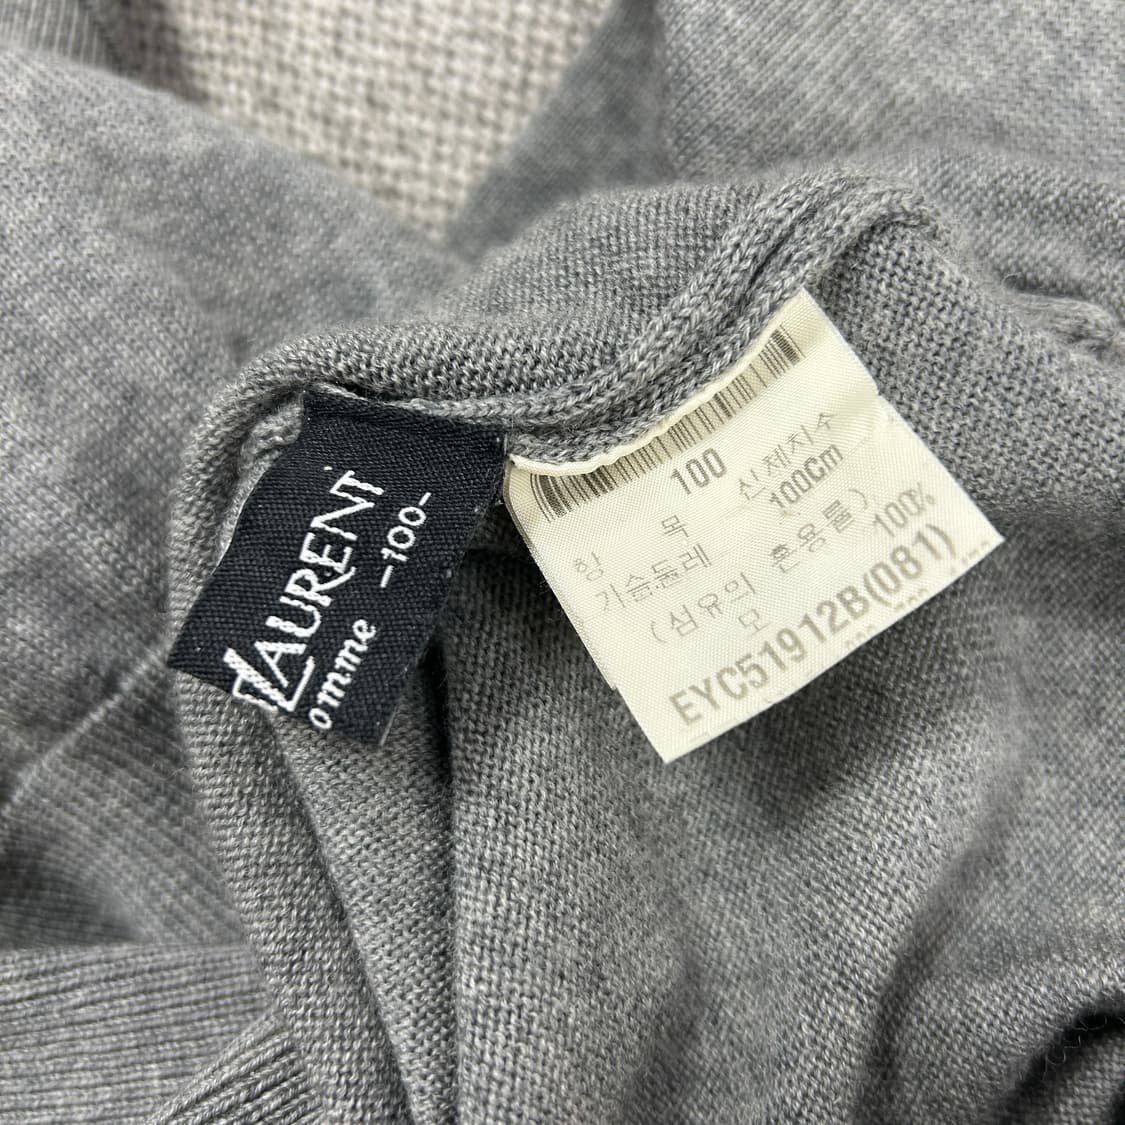 LAURENT
omme
-100-
100
항 목 신체치수
가슴둘레 100Cm
(섬유의 혼용률)
모 100%
EYC51912B(081)